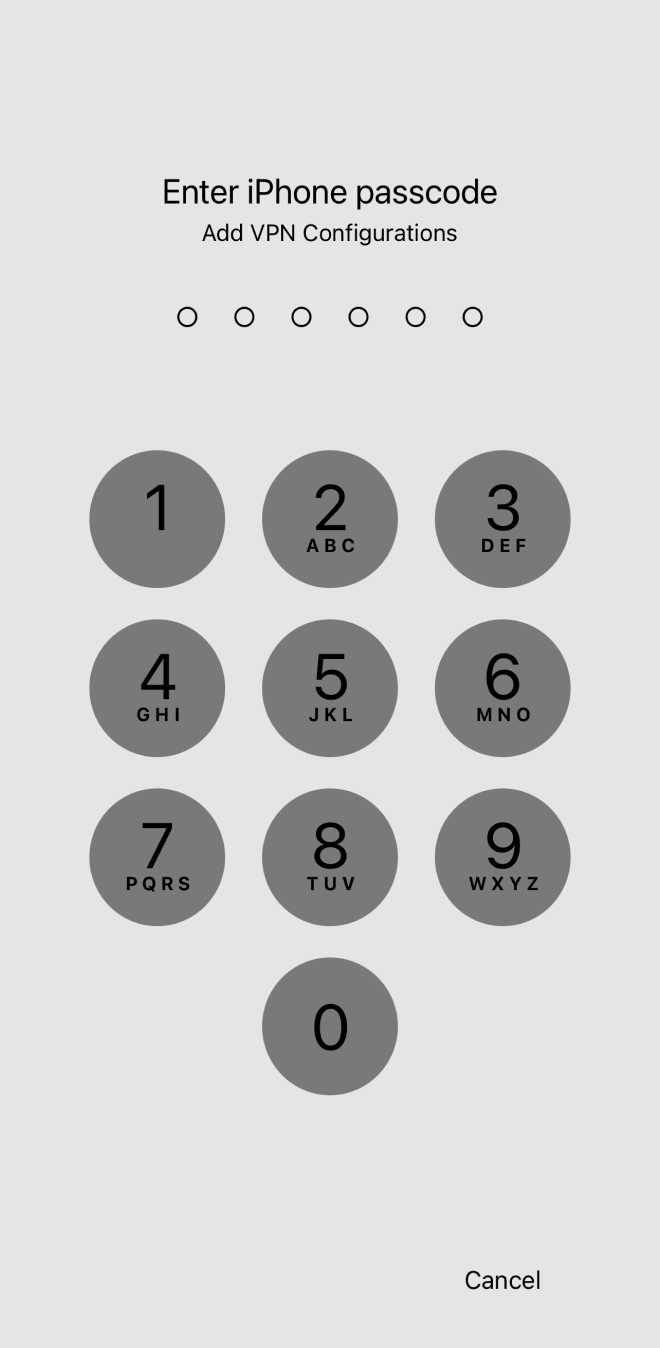 Enter iPhone passcode
Add VPN Configurations
1 2 3
ABC DEF
4 5 6
GHI JKL MNO
7 8 9
PQRS TUV WXYZ
0
Cancel